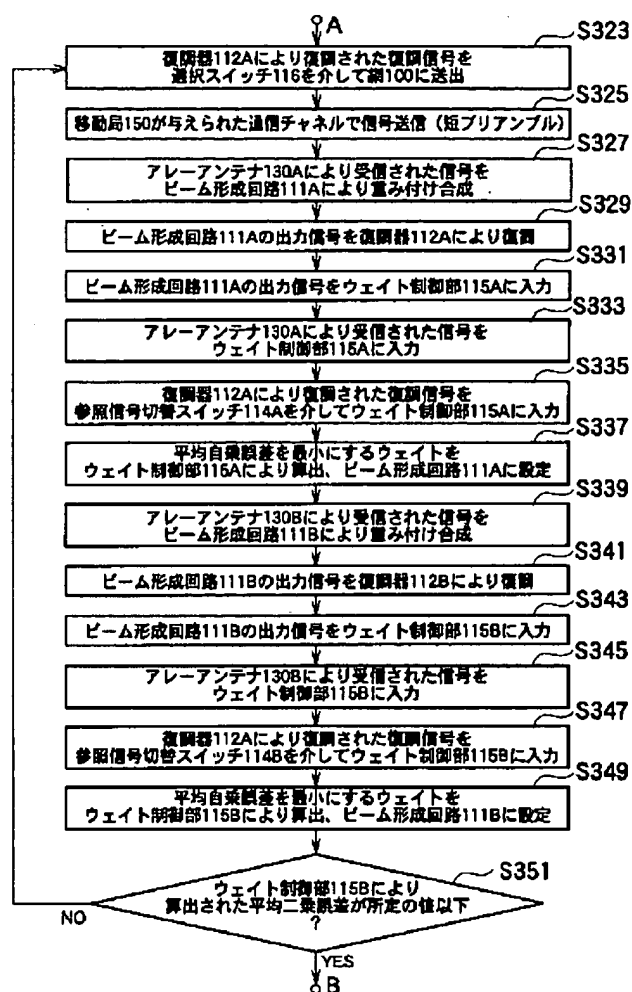 A
S323
復調器112Aにより復調された復調信号を
選択スイッチ116を介して網100に送出
S325
移動局150が与えられた通信チャネルで信号送信（短プリアンブル）
S327
アレーアンテナ130Aにより受信された信号を
ビーム形成回路111Aにより重み付け合成
S329
ビーム形成回路111Aの出力信号を復調器112Aにより復調
S331
ビーム形成回路111Aの出力信号をウェイト制御部115Aに入力
S333
アレーアンテナ130Aにより受信された信号を
ウェイト制御部115Aに入力
S335
復調器112Aにより復調された復調信号を
参照信号切替スイッチ114Aを介してウェイト制御部115Aに入力
S337
平均自乗誤差を最小にするウェイトを
ウェイト制御部115Aにより算出、ビーム形成回路111Aに設定
S339
アレーアンテナ130Bにより受信された信号を
ビーム形成回路111Bにより重み付け合成
S341
ビーム形成回路111Bの出力信号を復調器112Bにより復調
S343
ビーム形成回路111Bの出力信号をウェイト制御部115Bに入力
S345
アレーアンテナ130Bにより受信された信号を
ウェイト制御部115Bに入力
S347
復調器112Aにより復調された復調信号を
参照信号切替スイッチ114Bを介してウェイト制御部115Bに入力
S349
平均自乗誤差を最小にするウェイトを
ウェイト制御部115Bにより算出、ビーム形成回路111Bに設定
S351
ウェイト制御部115Bにより
算出された平均二乗誤差が所定の値以下
?
NO
YES
B